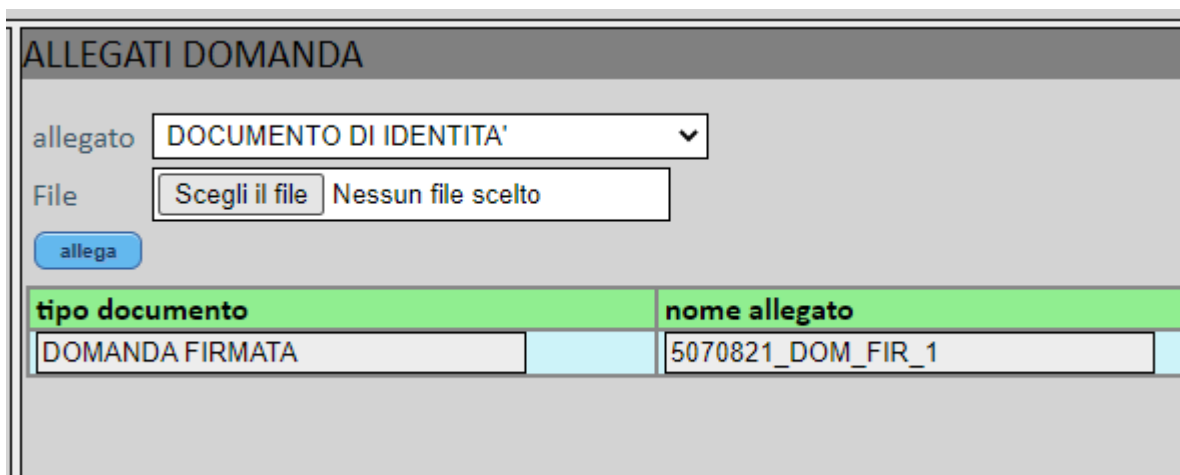 ALLEGATI DOMANDA
allegato DOCUMENTO DI IDENTITA'
File Scegli il file Nessun file scelto
allega
tipo documento nome allegato
DOMANDA FIRMATA 5070821_DOM_FIR_1